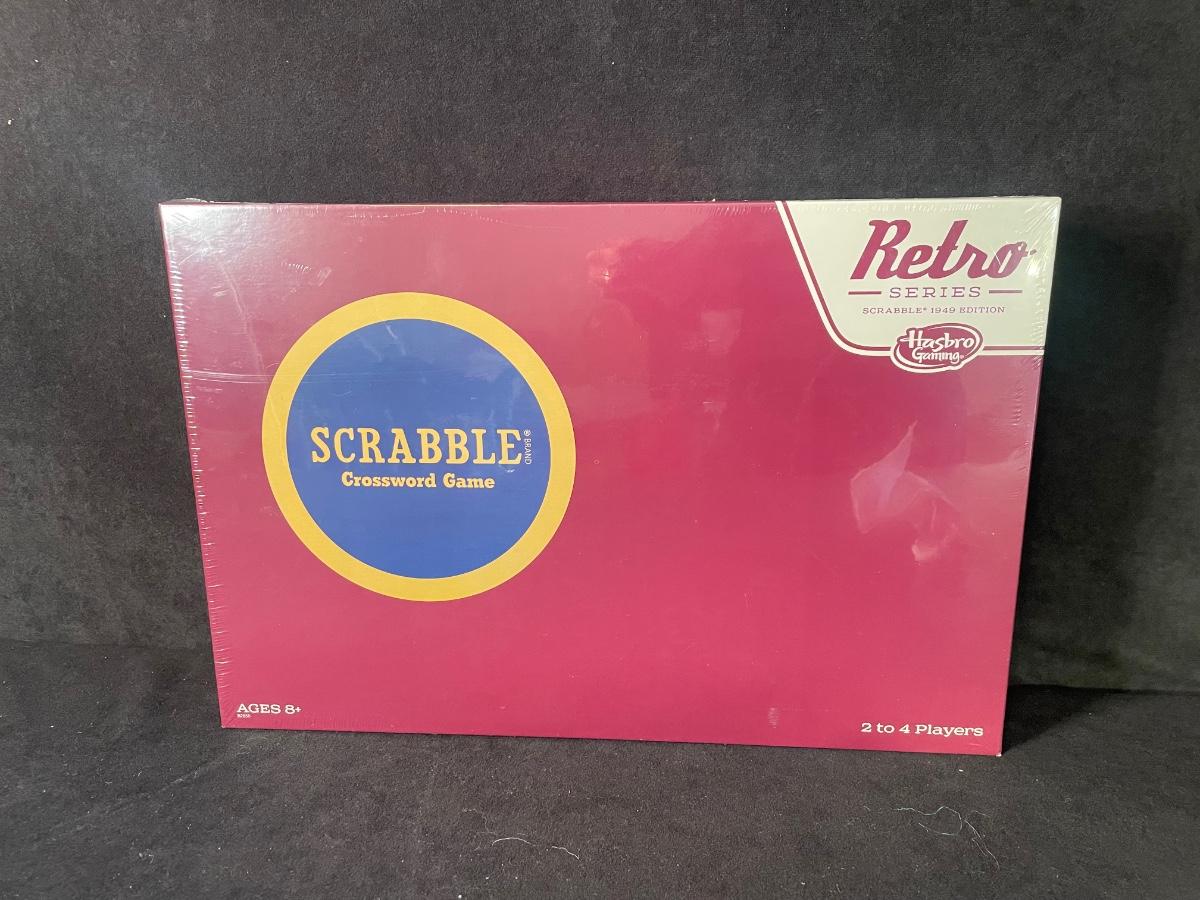 Retro
SERIES
SCRABBLE® 1949 EDITION
Hasbro
Gaming®
SCRABBLE® BRAND
Crossword Game
AGES 8+
2 to 4 Players